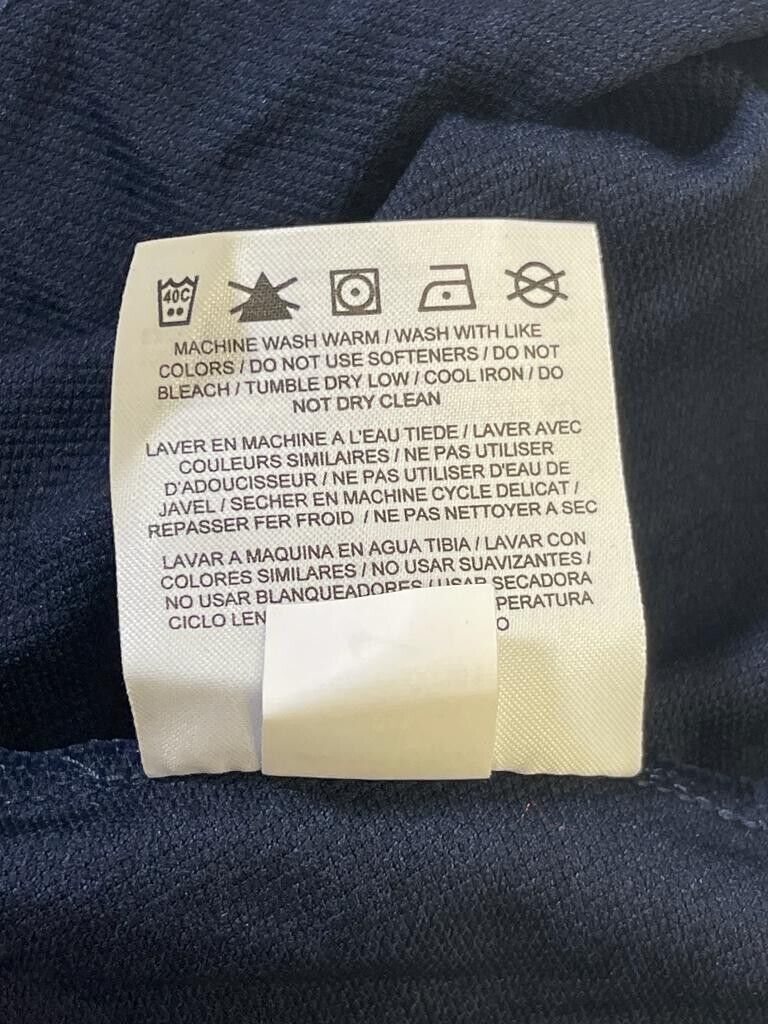 40C
MACHINE WASH WARM / WASH WITH LIKE
COLORS / DO NOT USE SOFTENERS / DO NOT
BLEACH / TUMBLE DRY LOW / COOL IRON / DO
NOT DRY CLEAN
LAVER EN MACHINE A L'EAU TIEDE / LAVER AVEC
COULEURS SIMILAIRES / NE PAS UTILISER
D'ADOUCISSEUR / NE PAS UTILISER D'EAU DE
JAVEL / SECHER EN MACHINE CYCLE DELICAT /
REPASSER FER FROID / NE PAS NETTOYER A SEC
LAVAR A MAQUINA EN AGUA TIBIA / LAVAR CON
COLORES SIMILARES / NO USAR SUAVIZANTES /
NO USAR BLANQUEADORES / USAR SECADORA
CICLO